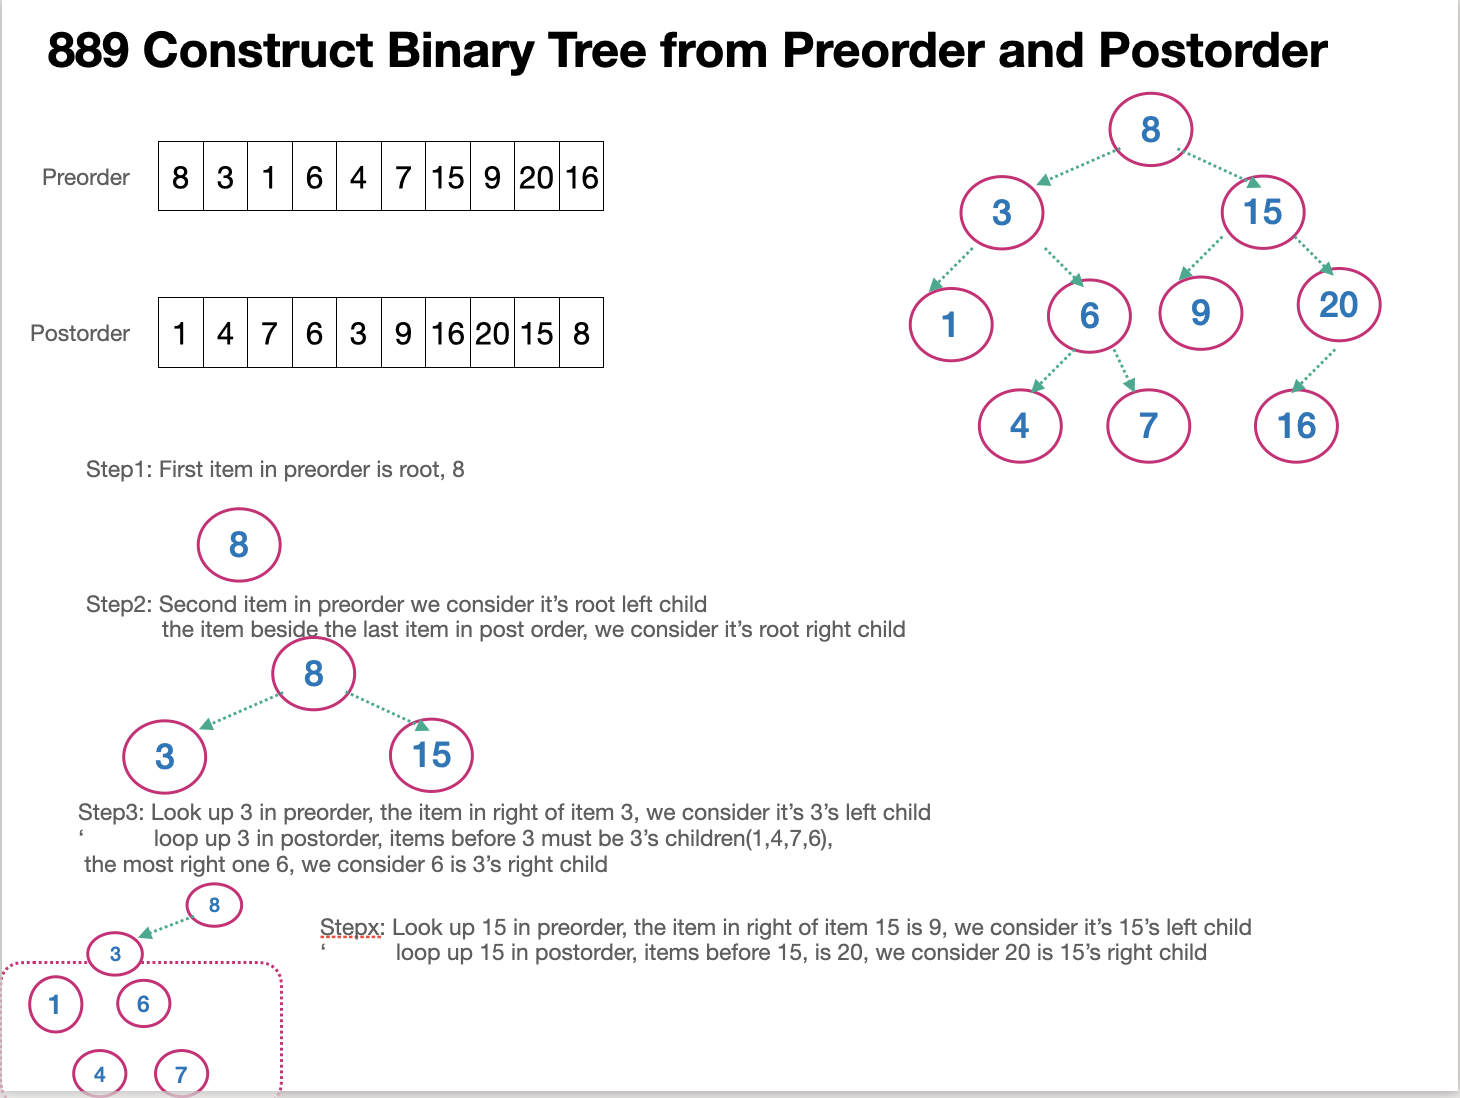 889 Construct Binary Tree from Preorder and Postorder
Preorder 8 3 1 6 4 7 15 9 20 16
Postorder 1 4 7 6 3 9 16 20 15 8
8
3 15
1 6 9 20
4 7 16
Step1: First item in preorder is root, 8
8
Step2: Second item in preorder we consider it’s root left child
the item beside the last item in post order, we consider it’s root right child
8
3 15
Step3: Look up 3 in preorder, the item in right of item 3, we consider it’s 3’s left child
‘ loop up 3 in postorder, items before 3 must be 3’s children(1,4,7,6),
the most right one 6, we consider 6 is 3’s right child
8
3
1 6
4 7
Stepx: Look up 15 in preorder, the item in right of item 15 is 9, we consider it’s 15’s left child
‘ loop up 15 in postorder, items before 15, is 20, we consider 20 is 15’s right child